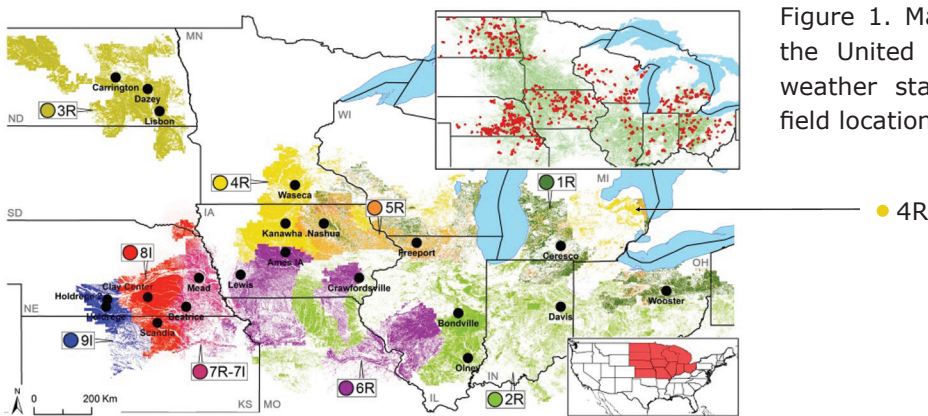 Figure 1. Ma
the United
weather sta
field location
MN
WI
MI
ND
SD
IA
NE
KS
MO
IL
IN
OH
Carrington
Dazey
Lisbon
3R
4R
Waseca
5R
1R
4R
Kanawha
Nashua
Freeport
Ceresco
8I
Ames IA
Clay Center
Mead
Lewis
Crawfordsville
Wooster
Holdrege 2
Holdrege
Beatrice
Scandia
Bondville
Davis
9I
7R-7I
6R
Olney
2R
N
0
200 Km